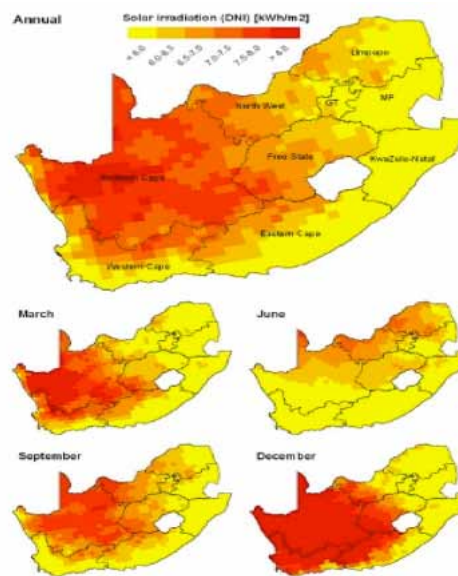 Annual
Solar irradiation (DNI) [kWh/m2]
< 6.0 6.0-6.5 6.5-7.0 7.0-7.5 7.5-8.0 > 8.0
Limpopo
North West
GT
MP
Free State
KwaZulu-Natal
Northern Cape
Eastern Cape
Western Cape
March
June
September
December